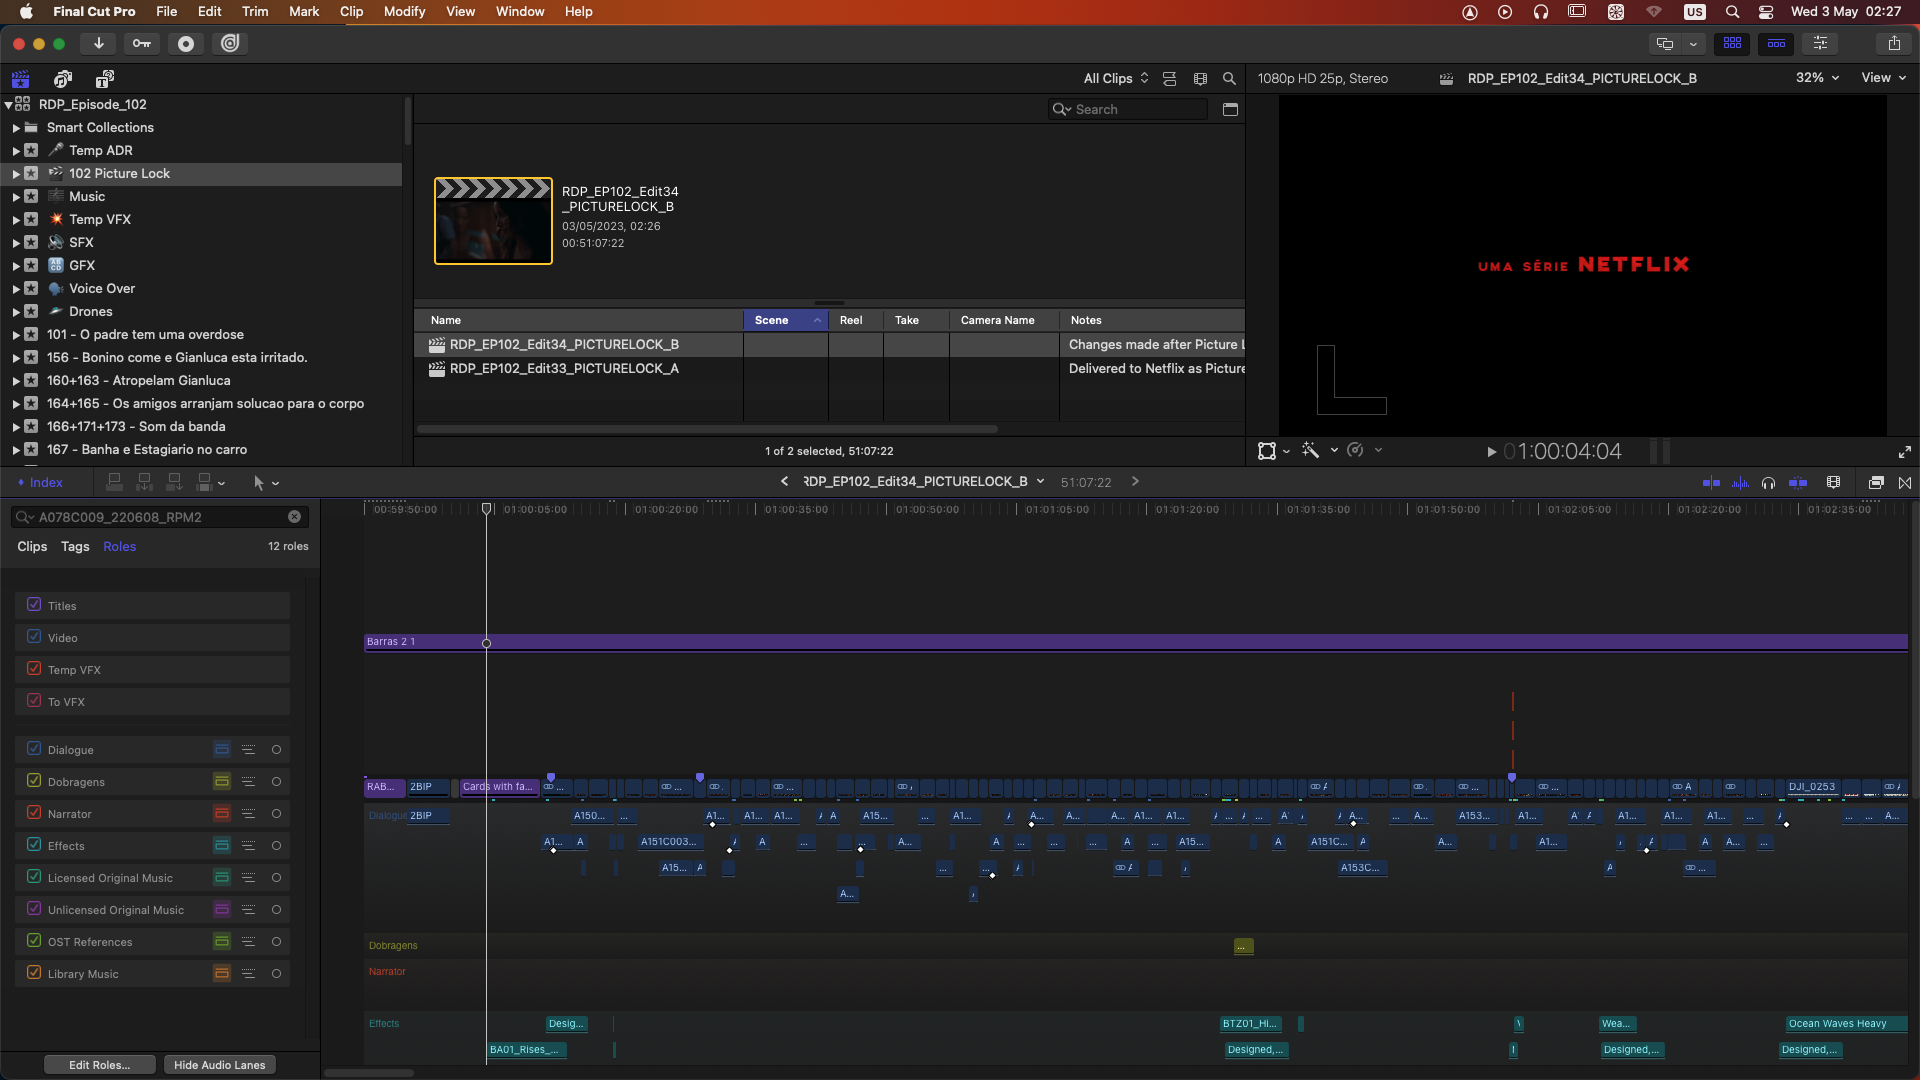 Final Cut Pro File Edit Trim Mark Clip Modify View Window Help
US Wed 3 May 02:27
All Clips
1080p HD 25p, Stereo
RDP_EP102_Edit34_PICTURELOCK_B
32%
View
RDP_Episode_102
Smart Collections
Temp ADR
102 Picture Lock
Music
Temp VFX
SFX
GFX
Voice Over
Drones
101 - O padre tem uma overdose
156 - Bonino come e Gianluca esta irritado.
160+163 - Atropelam Gianluca
164+165 - Os amigos arranjam solucao para o corpo
166+171+173 - Som da banda
167 - Banha e Estagiario no carro
Search
RDP_EP102_Edit34
_PICTURELOCK_B
03/05/2023, 02:26
00:51:07:22
Name Scene Reel Take Camera Name Notes
RDP_EP102_Edit34_PICTURELOCK_B Changes made after Picture L
RDP_EP102_Edit33_PICTURELOCK_A Delivered to Netflix as Picture
1 of 2 selected, 51:07:22
UMA SÉRIE NETFLIX
01:00:04:04
Index
RDP_EP102_Edit34_PICTURELOCK_B
51:07:22
A078C009_220608_RPM2
Clips Tags Roles
12 roles
Titles
Video
Temp VFX
To VFX
Dialogue
Dobragens
Narrator
Effects
Licensed Original Music
Unlicensed Original Music
OST References
Library Music
Edit Roles...
Hide Audio Lanes
00:59:50:00 01:00:05:00 01:00:20:00 01:00:35:00 01:00:50:00 01:01:05:00 01:01:20:00 01:01:35:00 01:01:50:00 01:02:05:00 01:02:20:00 01:02:35:00
Barras 2 1
RAB... 2BIP Cards with fa... ... ... ... ... A ... ... A DJI_0253
Dialogue 2BIP A150... ... A1... A1... A1... A A15... ... A1... A... A... A... A1... A1... ... ... A1... ... A... A153... A1... A1... A1... A1... ... ... ... A...
A1... A A151C003... A A ... ... A... A ... ... ... A ... A15... A A151C... A A... A1... A A... ...
A15... A ... ... A A153C... A ...
A...
Dobragens ...
Narrator
Effects Desig... BTZ01_Hi... Wea... Ocean Waves Heavy
BA01_Rises_... Designed,... Designed,... Designed,...